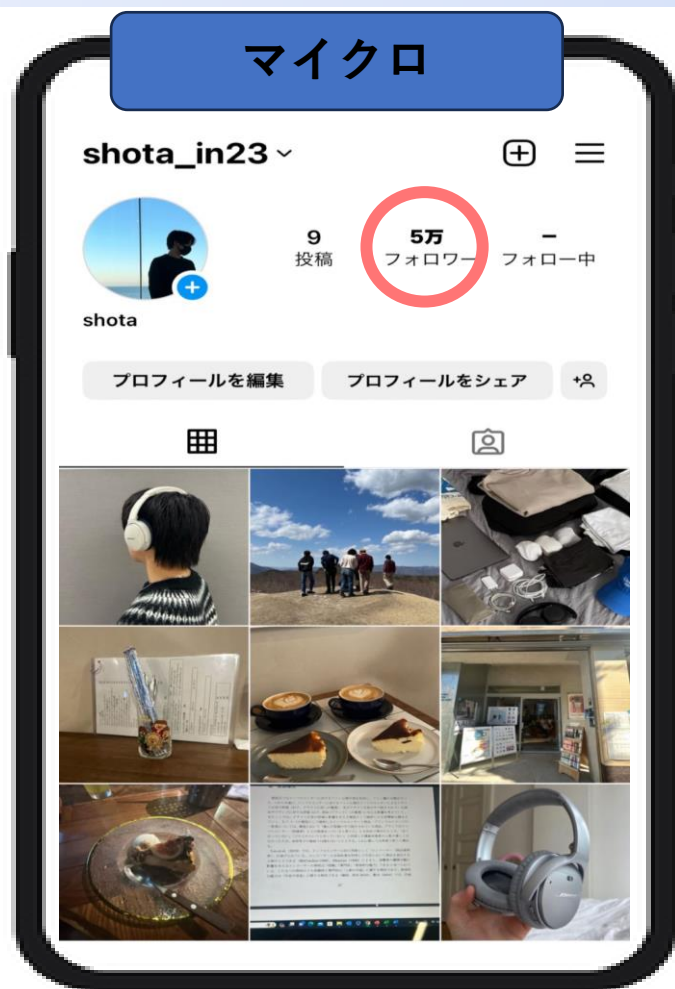 マイクロ
shota_in23
9 5万 –
投稿 フォロワー フォロー中
shota
プロフィールを編集 プロフィールをシェア